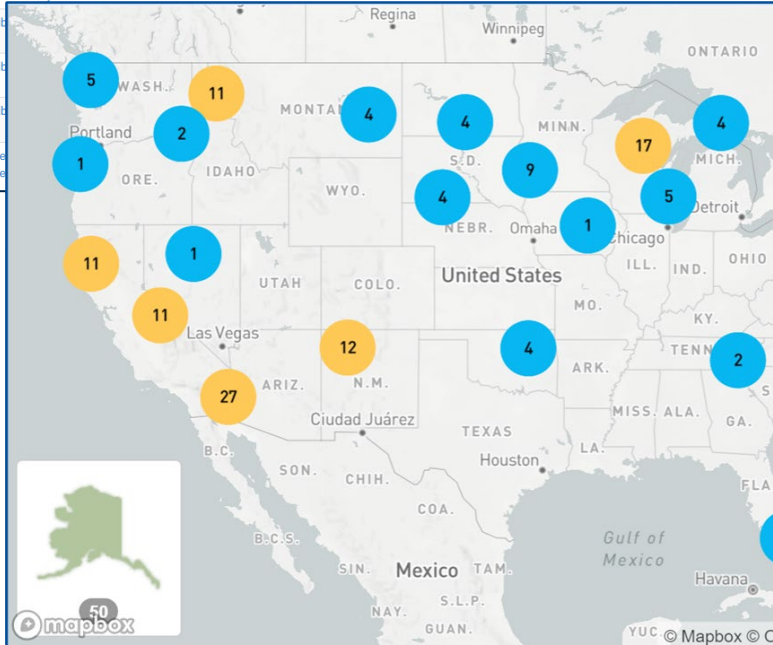 Regina
Winnipeg
ONTARIO
5
WASH.
11
MONTA
4
4
MINN.
4
Portland
2
17
1
S.D.
MICH.
ORE.
IDAHO
9
WYO.
4
5
Detroit
NEBR.
Omaha
1
Chicago
11
1
UTAH
COLO.
United States
ILL.
IND.
OHIO
11
MO.
KY.
Las Vegas
12
4
TENN
2
ARK.
27
ARIZ.
N.M.
MISS.
ALA.
GA.
S
Ciudad Juárez
TEXAS
LA.
B.C.
Houston
SON.
CHIH.
FLA
COA.
B.C.S.
Gulf of
Mexico
SIN.
Mexico
TAM.
Havana
50
NAY.
S.L.P.
mapbox
GUAN.
YUC.
© Mapbox © O